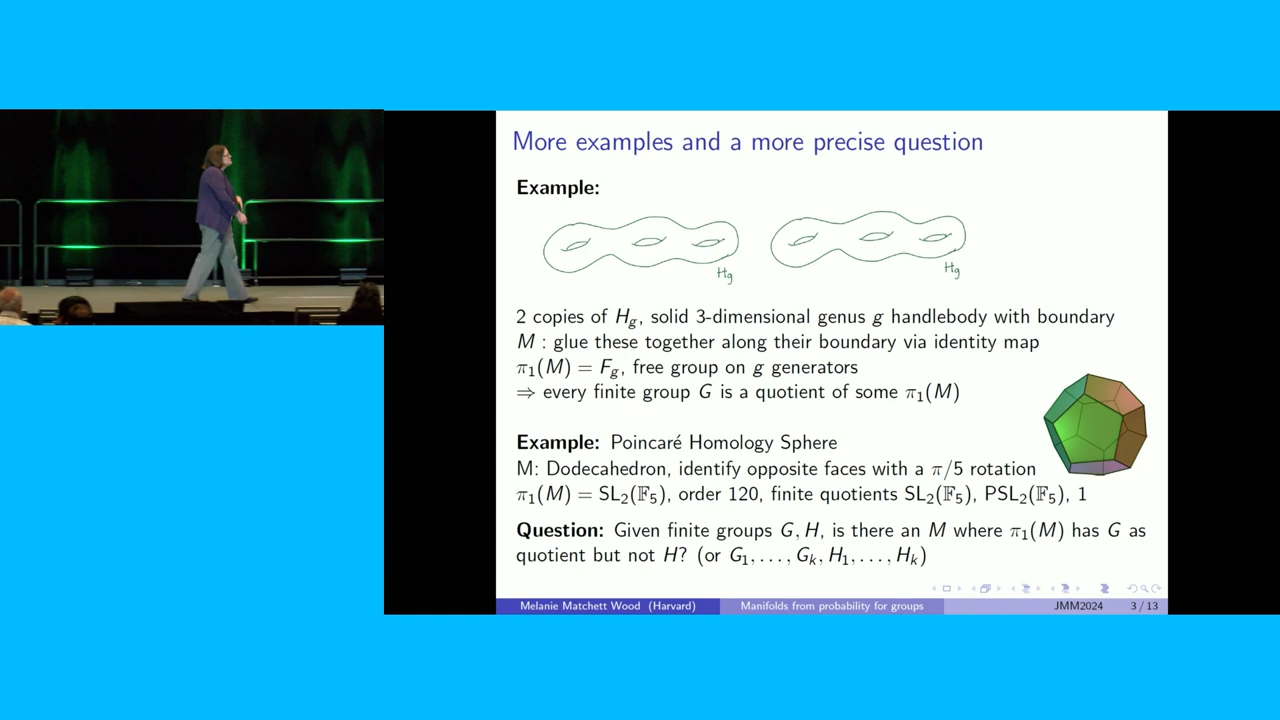 More examples and a more precise question
Example:
Hg
Hg
2 copies of Hg, solid 3-dimensional genus g handlebody with boundary
M : glue these together along their boundary via identity map
π₁(M) = Fg, free group on g generators
⇒ every finite group G is a quotient of some π₁(M)
Example: Poincaré Homology Sphere
M: Dodecahedron, identify opposite faces with a π/5 rotation
π₁(M) = SL₂(𝔽₅), order 120, finite quotients SL₂(𝔽₅), PSL₂(𝔽₅), 1
Question: Given finite groups G, H, is there an M where π₁(M) has G as
quotient but not H? (or G₁, . . . , Gₖ, H₁, . . . , Hₖ)
Melanie Matchett Wood (Harvard) Manifolds from probability for groups JMM2024 3 / 13